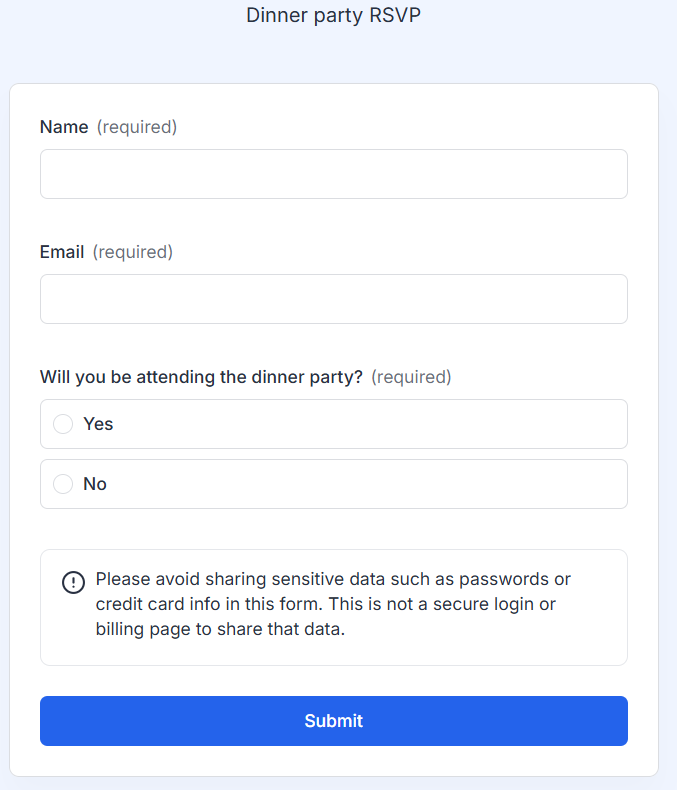 Dinner party RSVP
Name (required)
Email (required)
Will you be attending the dinner party? (required)
Yes
No
Please avoid sharing sensitive data such as passwords or
credit card info in this form. This is not a secure login or
billing page to share that data.
Submit